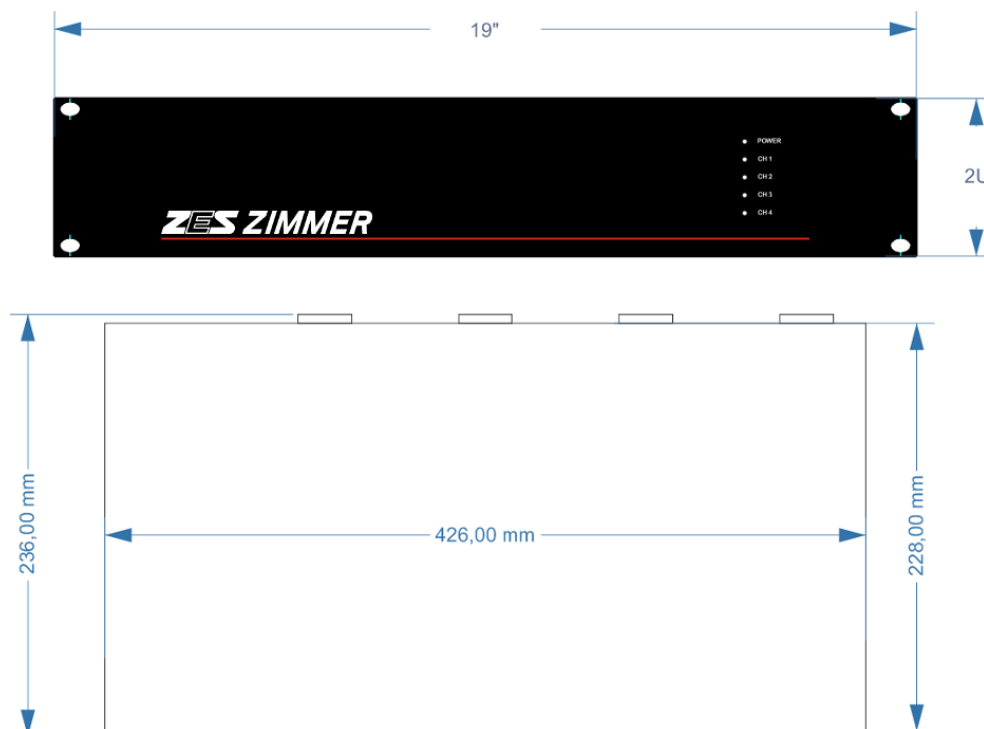 19"
POWER
CH 1
CH 2
2U
CH 3
CH 4
ZES ZIMMER
236,00 mm
426,00 mm
228,00 mm